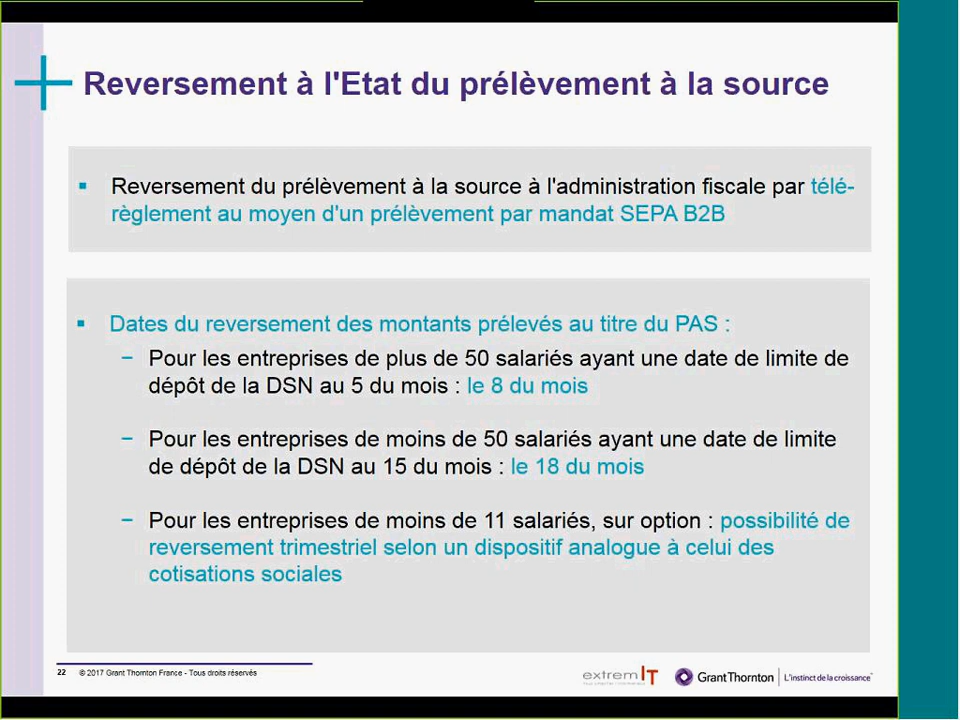 Reversement à l'Etat du prélèvement à la source
▪ Reversement du prélèvement à la source à l'administration fiscale par télé-
règlement au moyen d'un prélèvement par mandat SEPA B2B
▪ Dates du reversement des montants prélevés au titre du PAS :
− Pour les entreprises de plus de 50 salariés ayant une date de limite de
dépôt de la DSN au 5 du mois : le 8 du mois
− Pour les entreprises de moins de 50 salariés ayant une date de limite
de dépôt de la DSN au 15 du mois : le 18 du mois
− Pour les entreprises de moins de 11 salariés, sur option : possibilité de
reversement trimestriel selon un dispositif analogue à celui des
cotisations sociales
22 © 2017 Grant Thornton France - Tous droits réservés
extremIT
GrantThornton L'instinct de la croissance